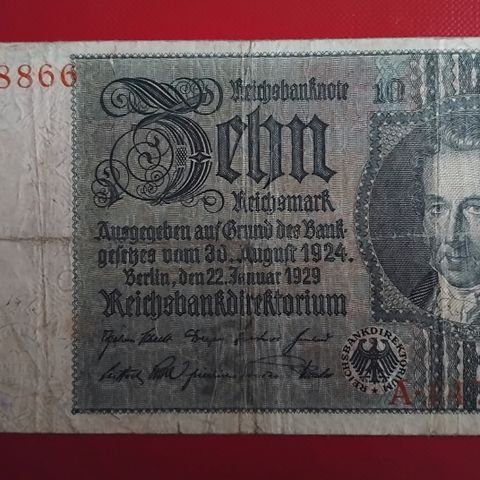 8866
Reichsbanknote
10
Zehn
Reichsmark
Ausgegeben auf Grund des Bank-
gesetzes vom 30. August 1924.
Berlin, den 22. Januar 1929
Reichsbankdirektorium
REICHSBANKDIREKTORIUM